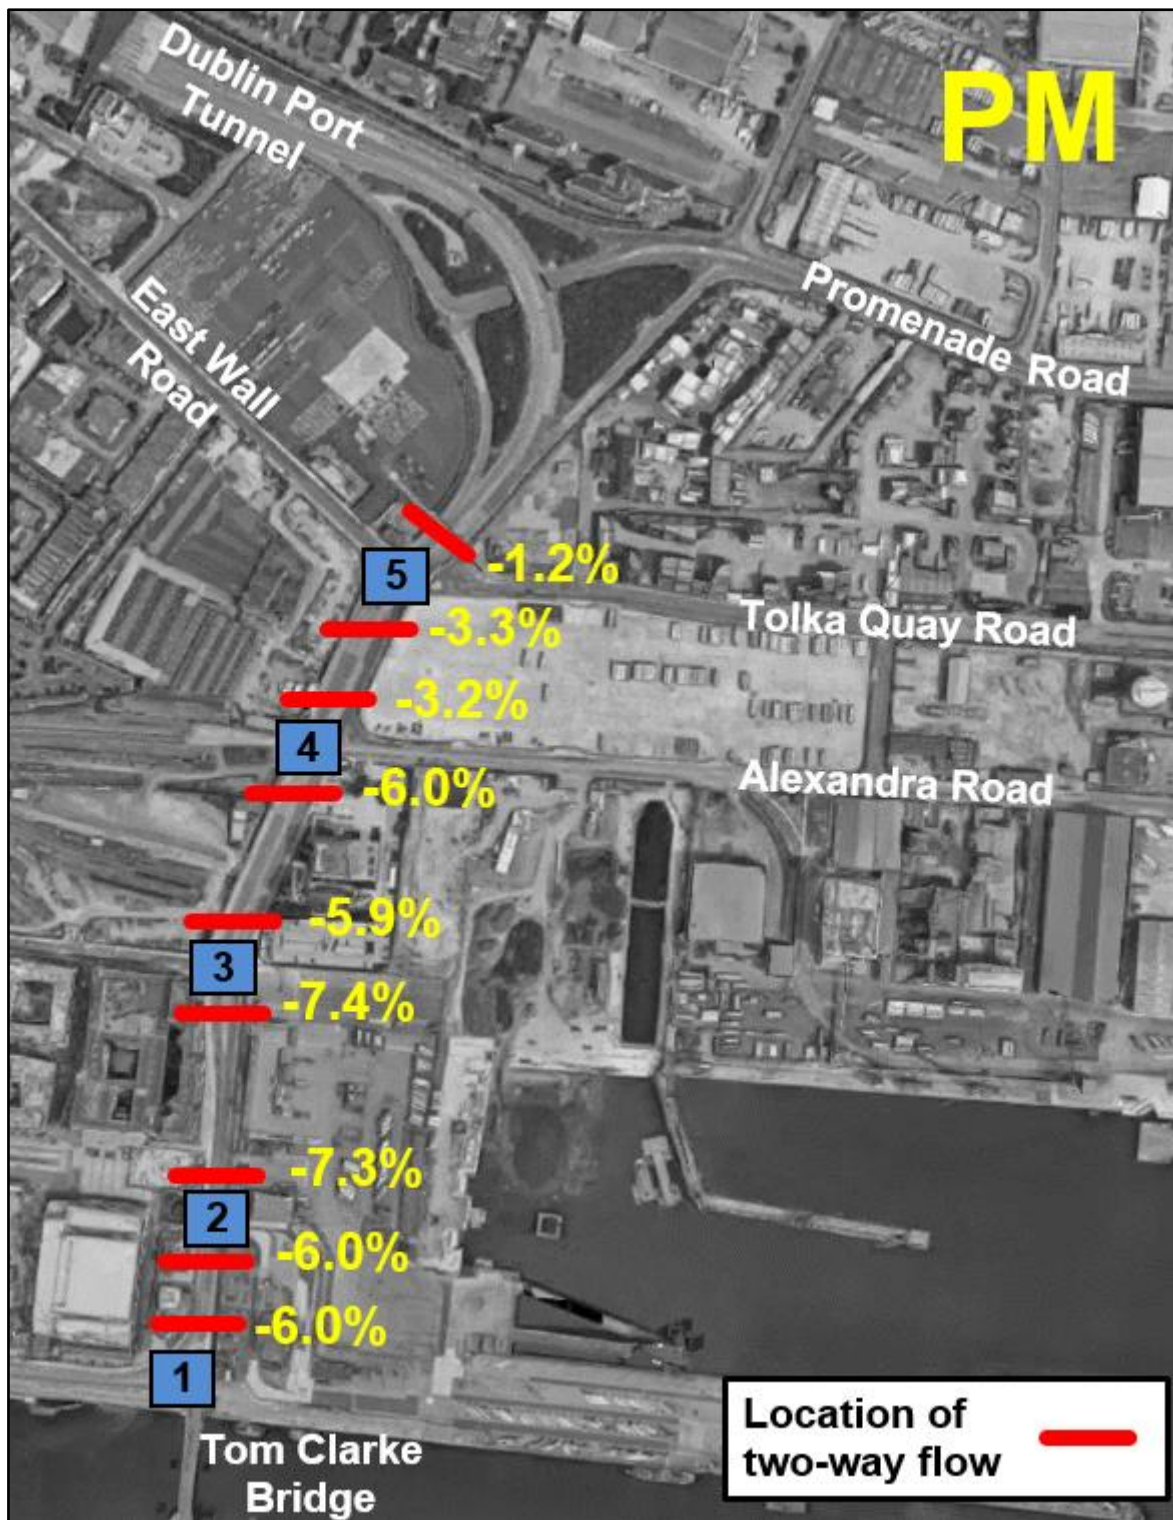 PM
Dublin Port
Tunnel
East Wall
Road
Promenade Road
5
-1.2%
Tolka Quay Road
-3.3%
-3.2%
4
Alexandra Road
-6.0%
-5.9%
3
-7.4%
-7.3%
2
-6.0%
-6.0%
1
Tom Clarke
Bridge
Location of
two-way flow